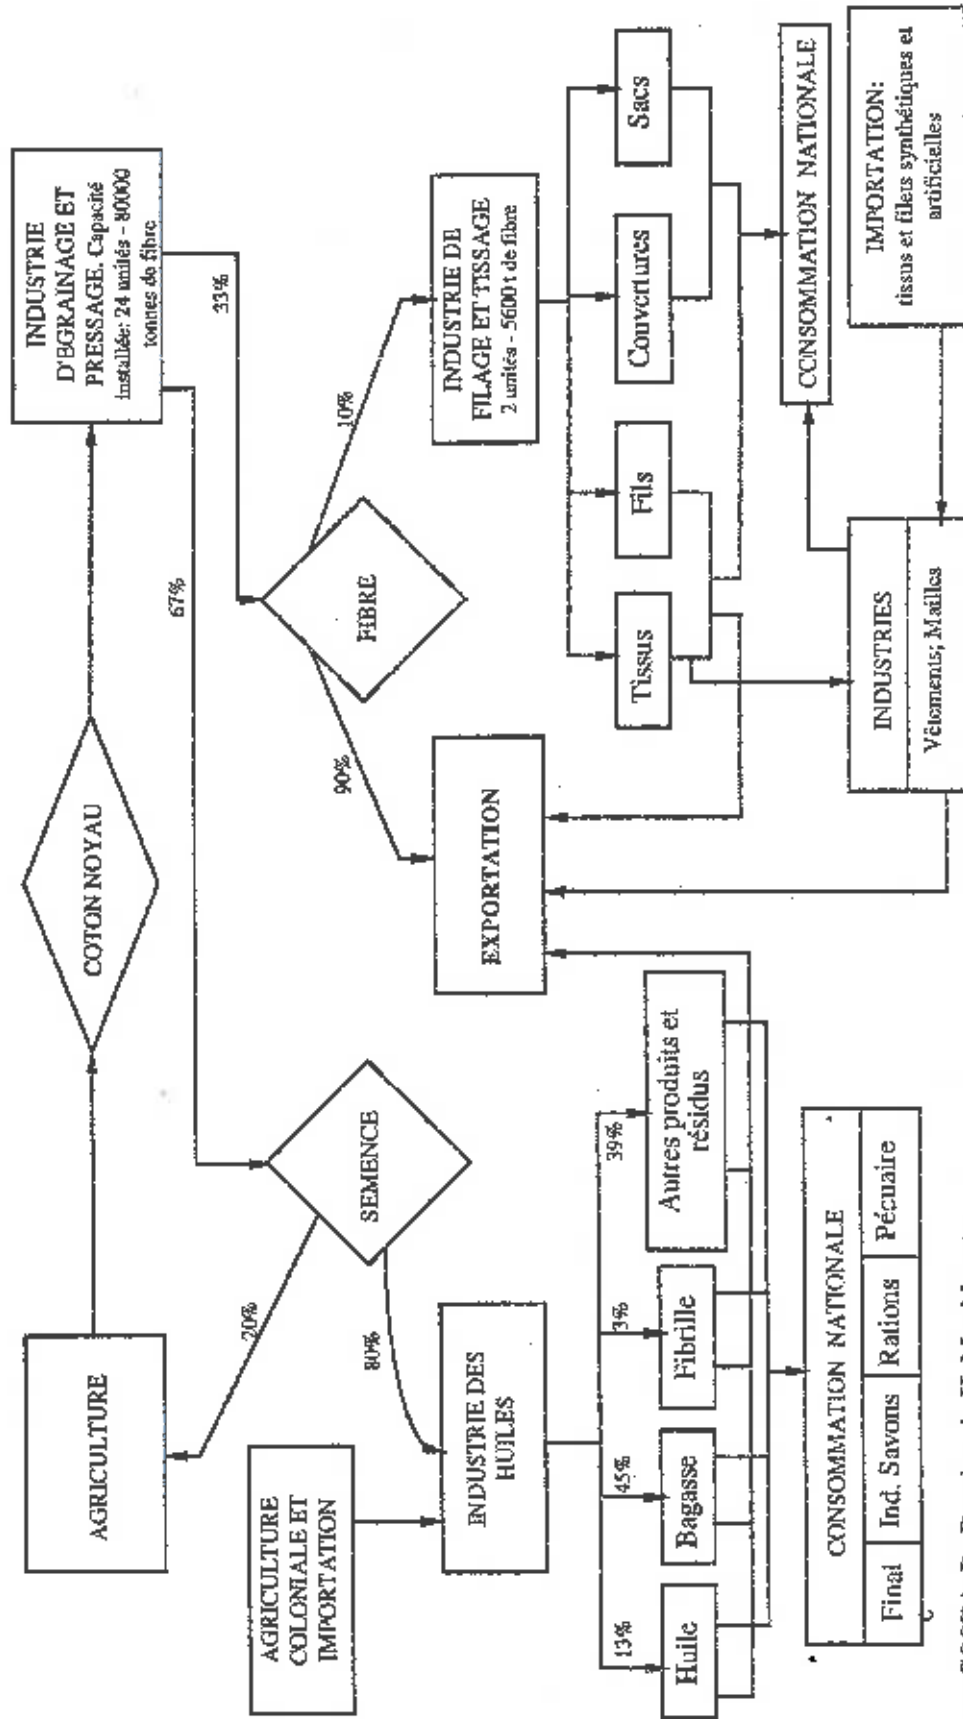 AGRICULTURE
COTON NOYAU
INDUSTRIE
D'EGRAINAGE ET
PRESSAGE. Capacité
installée: 24 unités - 80000
tonnes de fibre
67%
33%
20%
80%
SEMENCE
FIBRE
90%
10%
AGRICULTURE
COLONIALE ET
IMPORTATION
INDUSTRIE DES
HUILES
EXPORTATION
INDUSTRIE DE
FILAGE ET TISSAGE
2 unités - 5600 t de fibre
13%
45%
3%
39%
Huile
Bagasse
Fibrille
Autres produits et
résidus
Tissus
Fils
Couvertures
Sacs
CONSOMMATION NATIONALE
Final
Ind. Savons
Rations
Pécuaire
CONSOMMATION NATIONALE
INDUSTRIES
Vêtements; Mailles
IMPORTATION:
tissus et filets synthétiques et
artificielles